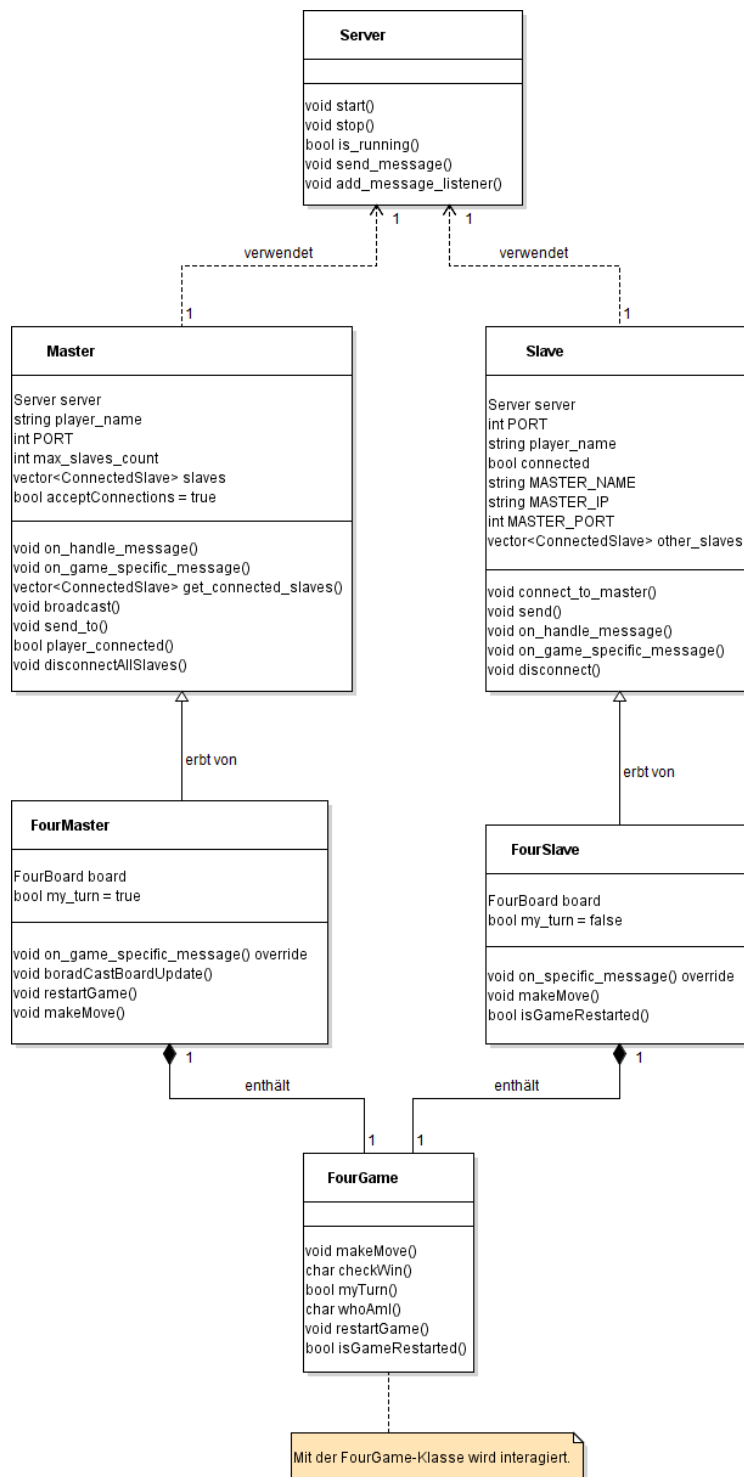 Server
void start()
void stop()
bool is_running()
void send_message()
void add_message_listener()
1
1
verwendet
verwendet
1
1
Master
Server server
string player_name
int PORT
int max_slaves_count
vector<ConnectedSlave> slaves
bool acceptConnections = true
void on_handle_message()
void on_game_specific_message()
vector<ConnectedSlave> get_connected_slaves()
void broadcast()
void send_to()
bool player_connected()
void disconnectAllSlaves()
Slave
Server server
int PORT
string player_name
bool connected
string MASTER_NAME
string MASTER_IP
int MASTER_PORT
vector<ConnectedSlave> other_slaves
void connect_to_master()
void send()
void on_handle_message()
void on_game_specific_message()
void disconnect()
erbt von
erbt von
FourMaster
FourBoard board
bool my_turn = true
void on_game_specific_message() override
void boradCastBoardUpdate()
void restartGame()
void makeMove()
FourSlave
FourBoard board
bool my_turn = false
void on_specific_message() override
void makeMove()
bool isGameRestarted()
1
1
enthält
enthält
1
1
FourGame
void makeMove()
char checkWin()
bool myTurn()
char whoAmI()
void restartGame()
bool isGameRestarted()
Mit der FourGame-Klasse wird interagiert.